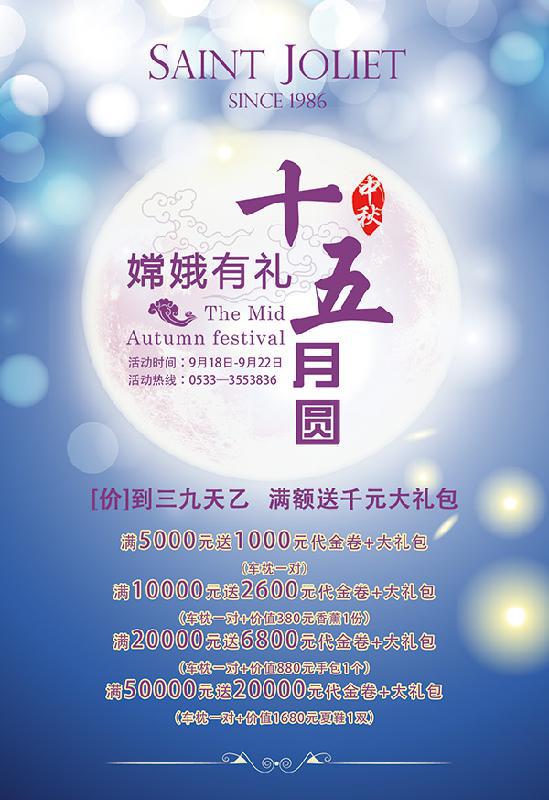 SAINT JOLIET
SINCE 1986
十五月圆
中秋
嫦娥有礼
The Mid
Autumn festival
活动时间：9月18日-9月22日
活动热线：0533—3553836
[价]到三九天乙 满额送千元大礼包
满5000元送1000元代金卷+大礼包
（车枕一对）
满10000元送2600元代金卷+大礼包
（车枕一对+价值380元香薰1份）
满20000元送6800元代金卷+大礼包
（车枕一对+价值880元手包1个）
满50000元送20000元代金卷+大礼包
（车枕一对+价值1680元夏鞋1双）